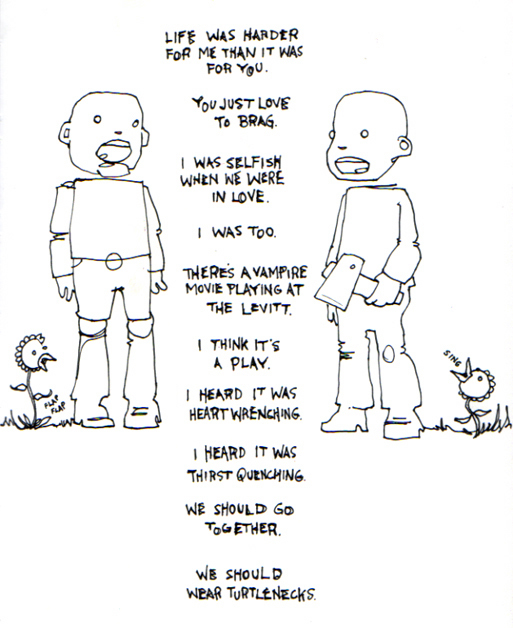 LIFE WAS HARDER
FOR ME THAN IT WAS
FOR YOU.
YOU JUST LOVE
TO BRAG.
I WAS SELFISH
WHEN WE WERE
IN LOVE.
I WAS TOO.
THERE'S A VAMPIRE
MOVIE PLAYING AT
THE LEVITT.
I THINK IT'S
A PLAY.
I HEARD IT WAS
HEART WRENCHING.
I HEARD IT WAS
THIRST QUENCHING.
WE SHOULD GO
TOGETHER.
WE SHOULD
WEAR TURTLENECKS.
FLAP
FLAP
SING